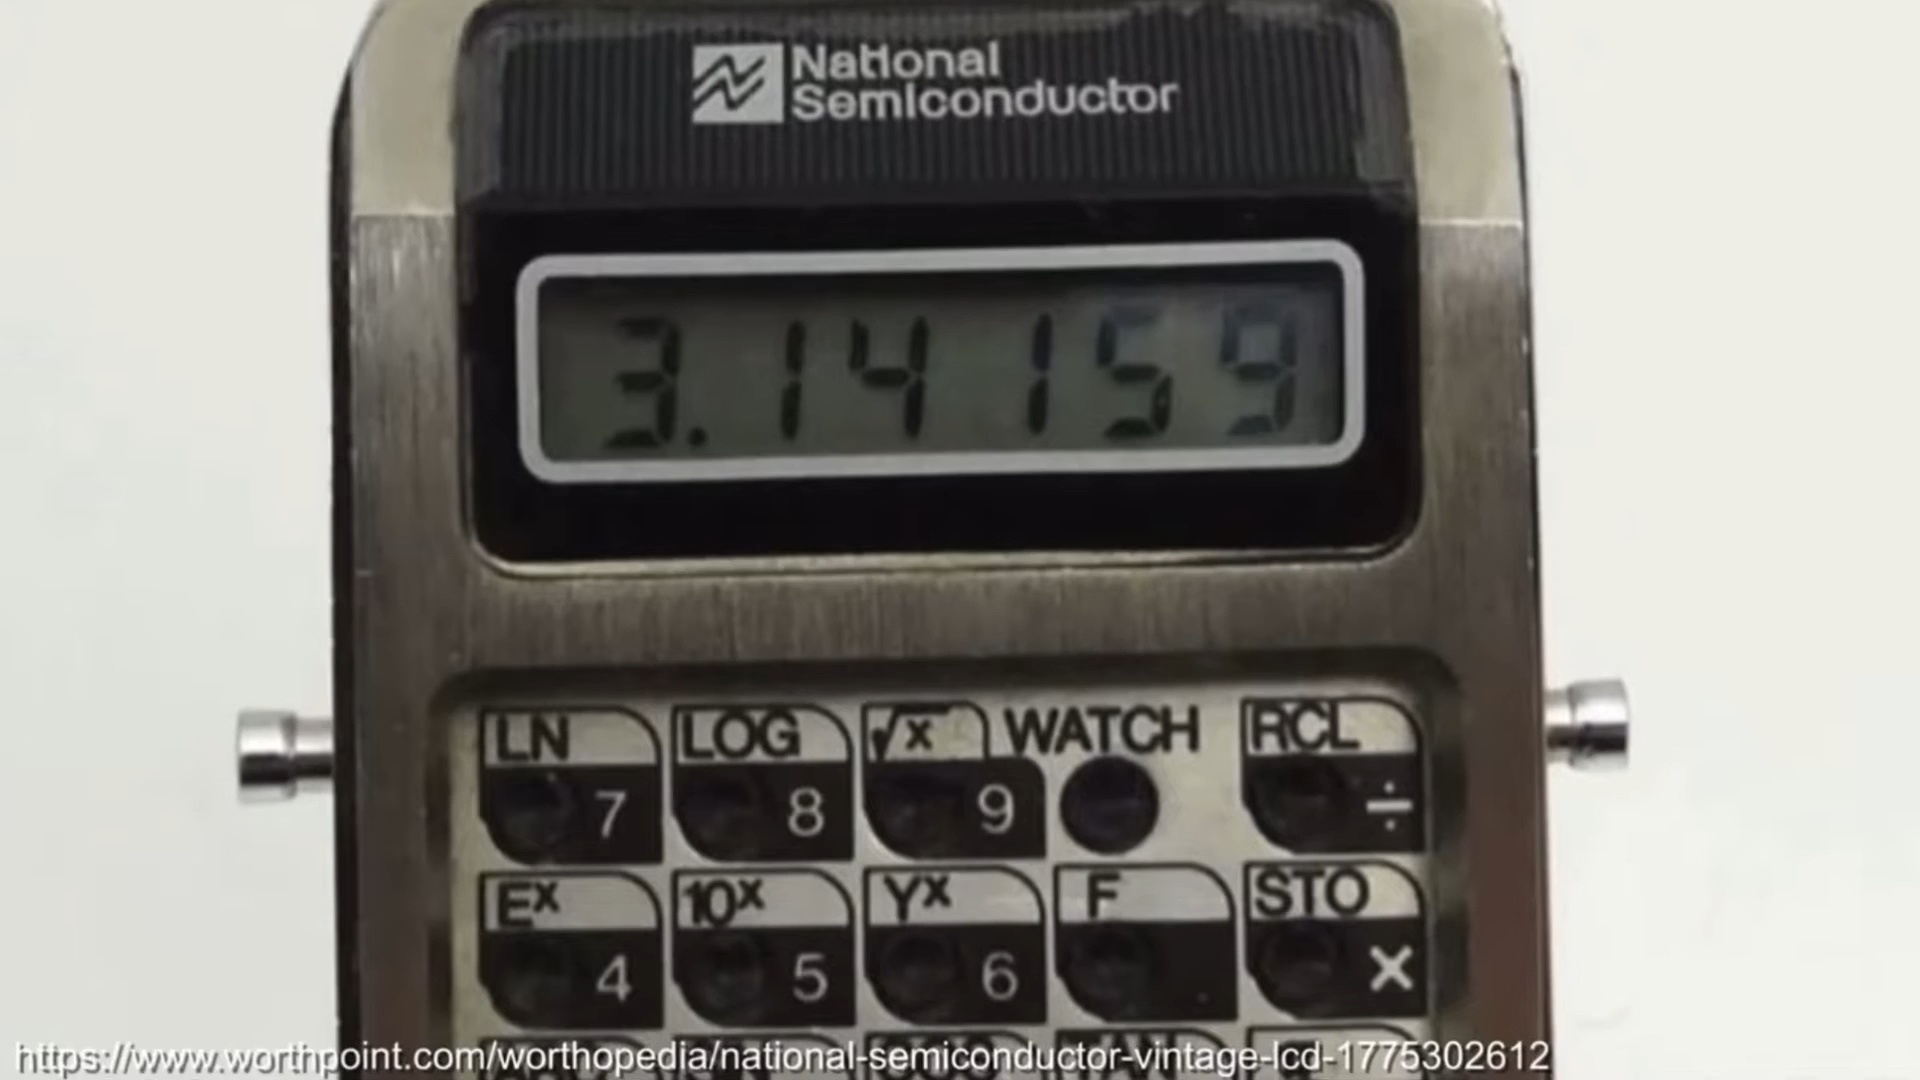 National
Semiconductor
3.14159
LN LOG √x WATCH RCL
7 8 9 ÷
Eˣ 10ˣ Yˣ F STO
4 5 6 ×
https://www.worthpoint.com/worthopedia/national-semiconductor-vintage-lcd-1775302612